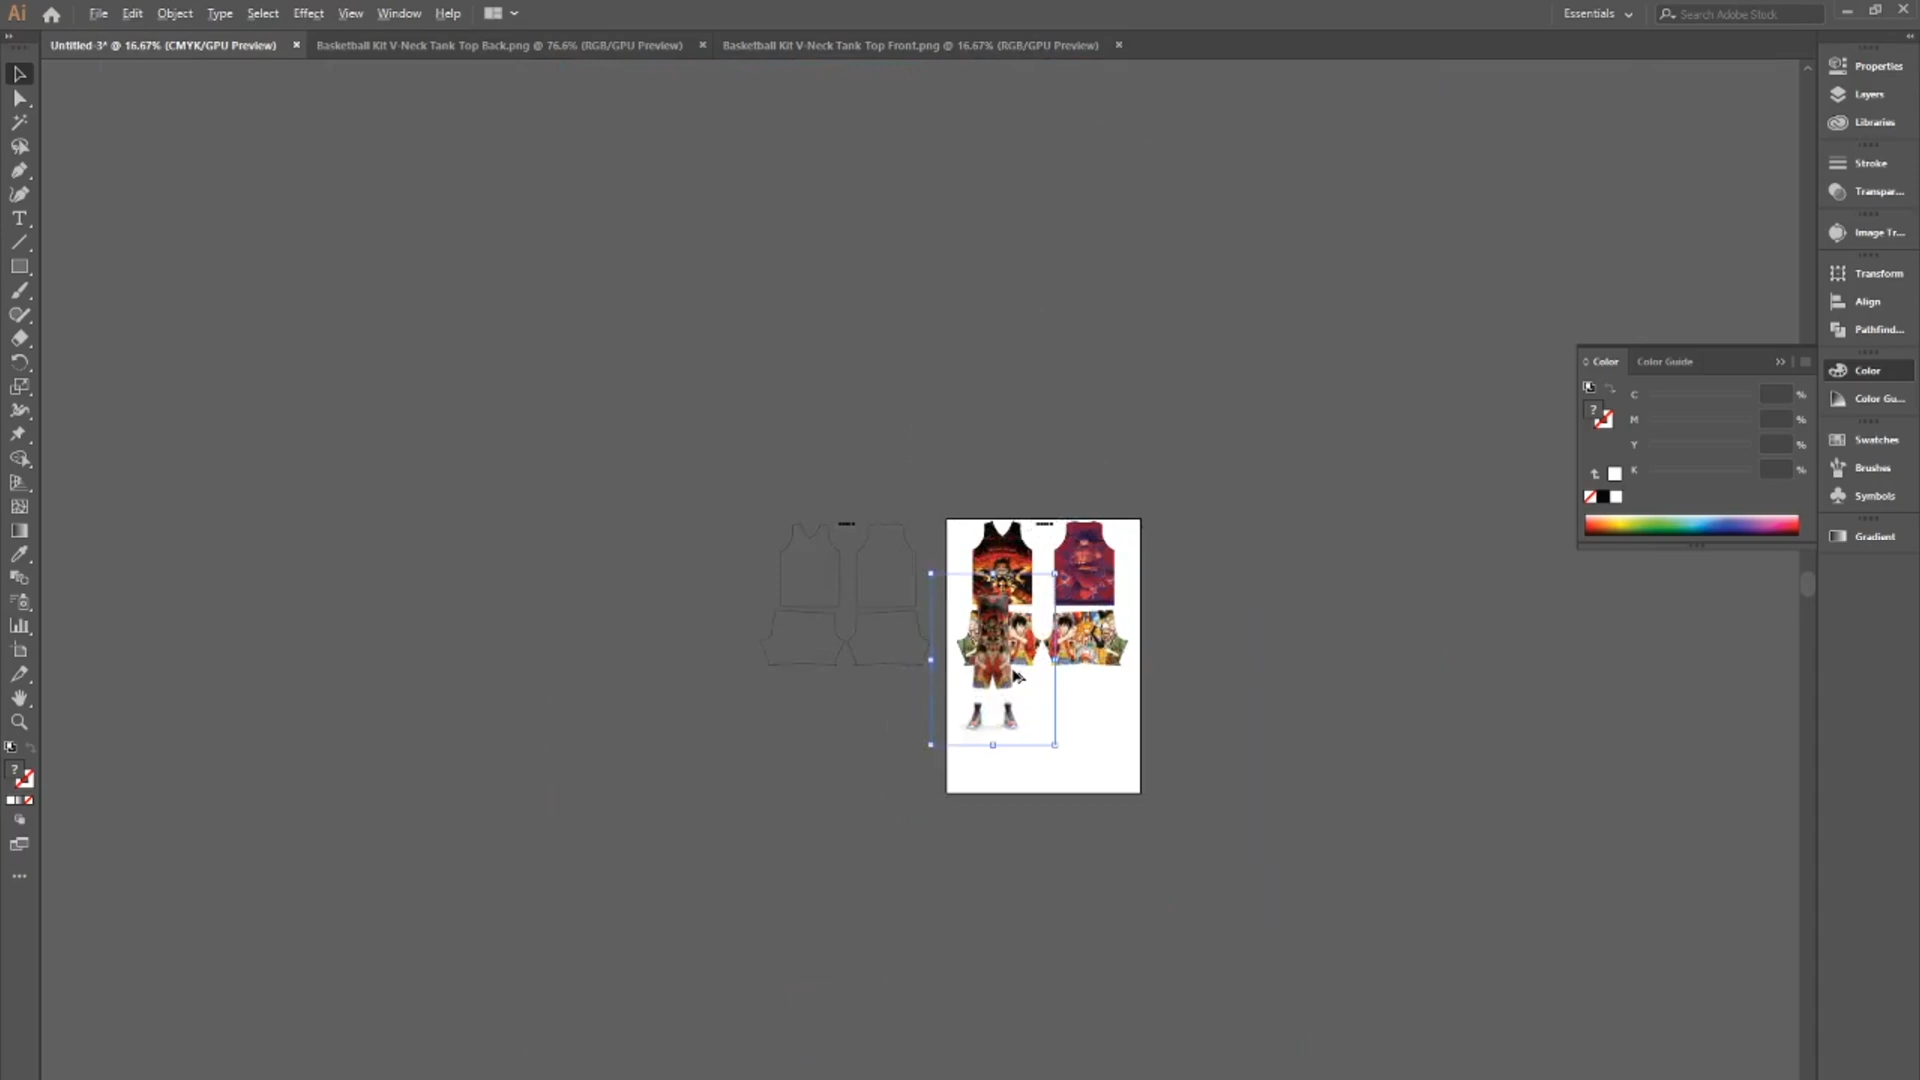 Ai File Edit Object Type Select Effect View Window Help Essentials Search Adobe Stock
Untitled-3* @ 16.67% (CMYK/GPU Preview) × Basketball Kit V-Neck Tank Top Back.png @ 76.6% (RGB/GPU Preview) × Basketball Kit V-Neck Tank Top Front.png @ 16.67% (RGB/GPU Preview) ×
Properties
Layers
Libraries
Stroke
Transpar...
Image Tr...
Transform
Align
Pathfind...
Color Color Guide
Color
C %
Color Gu...
? M %
Y %
Swatches
K %
Brushes
Symbols
Gradient
?